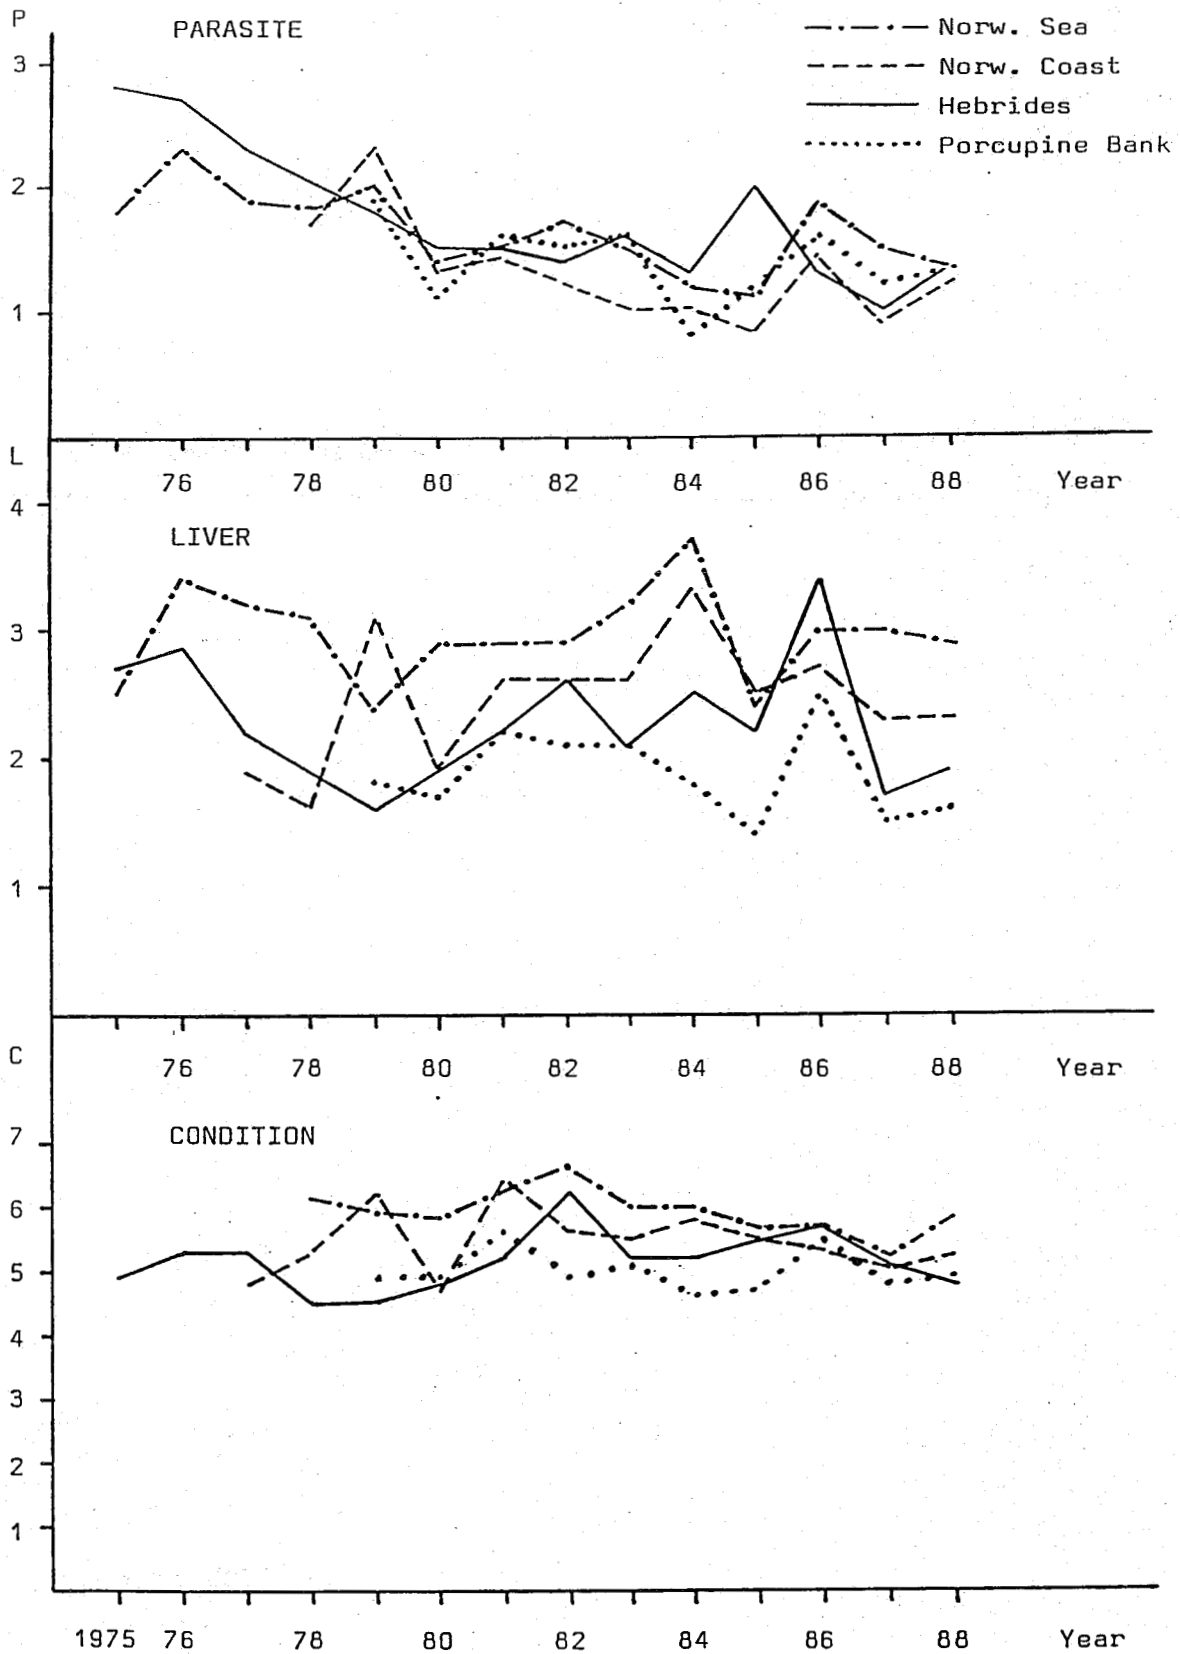 P
PARASITE
Norw. Sea
Norw. Coast
Hebrides
Porcupine Bank
3
2
1
76 78 80 82 84 86 88 Year
L
4
LIVER
3
2
1
76 78 80 82 84 86 88 Year
C
7
CONDITION
6
5
4
3
2
1
1975 76 78 80 82 84 86 88 Year